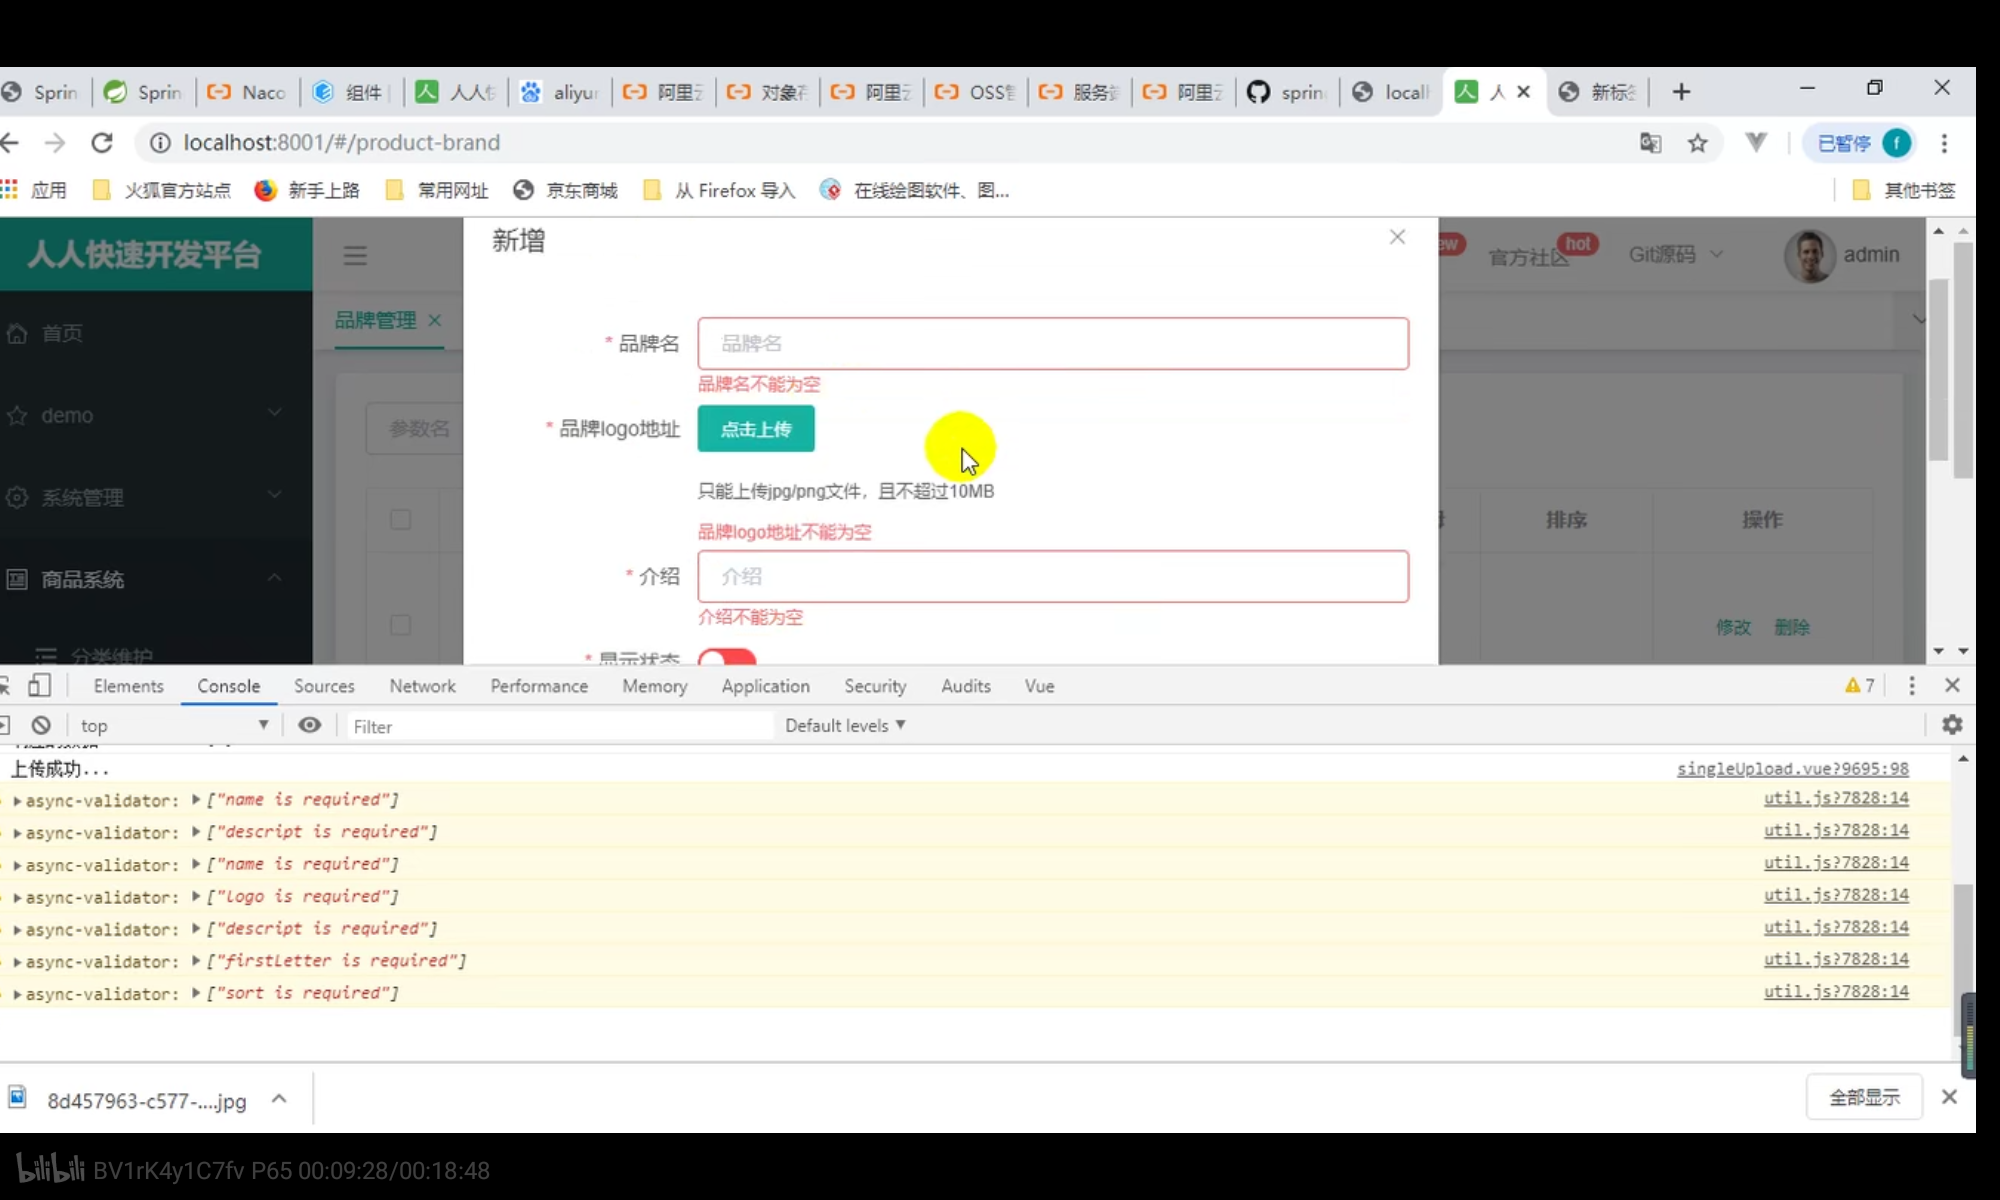 Sprin Sprin Naco 组件 人人快 aliyun 阿里云 对象存 阿里云 OSS管 服务端 阿里云 sprin localh 人 新标签
localhost:8001/#/product-brand
已暂停 f
应用 火狐官方站点 新手上路 常用网址 京东商城 从 Firefox 导入 在线绘图软件、图... 其他书签
人人快速开发平台
新增
ew 官方社区 hot Git源码 admin
首页
品牌管理
* 品牌名 品牌名
品牌名不能为空
demo
参数名
* 品牌logo地址 点击上传
系统管理
只能上传jpg/png文件，且不超过10MB
品牌logo地址不能为空
排序 操作
商品系统
* 介绍 介绍
介绍不能为空
修改 删除
分类维护
* 显示状态
Elements Console Sources Network Performance Memory Application Security Audits Vue 7
top Filter Default levels
上传成功... singleUpload.vue?9695:98
async-validator: ["name is required"] util.js?7828:14
async-validator: ["descript is required"] util.js?7828:14
async-validator: ["name is required"] util.js?7828:14
async-validator: ["logo is required"] util.js?7828:14
async-validator: ["descript is required"] util.js?7828:14
async-validator: ["firstLetter is required"] util.js?7828:14
async-validator: ["sort is required"] util.js?7828:14
8d457963-c577-....jpg 全部显示
bilibili BV1rK4y1C7fv P65 00:09:28/00:18:48